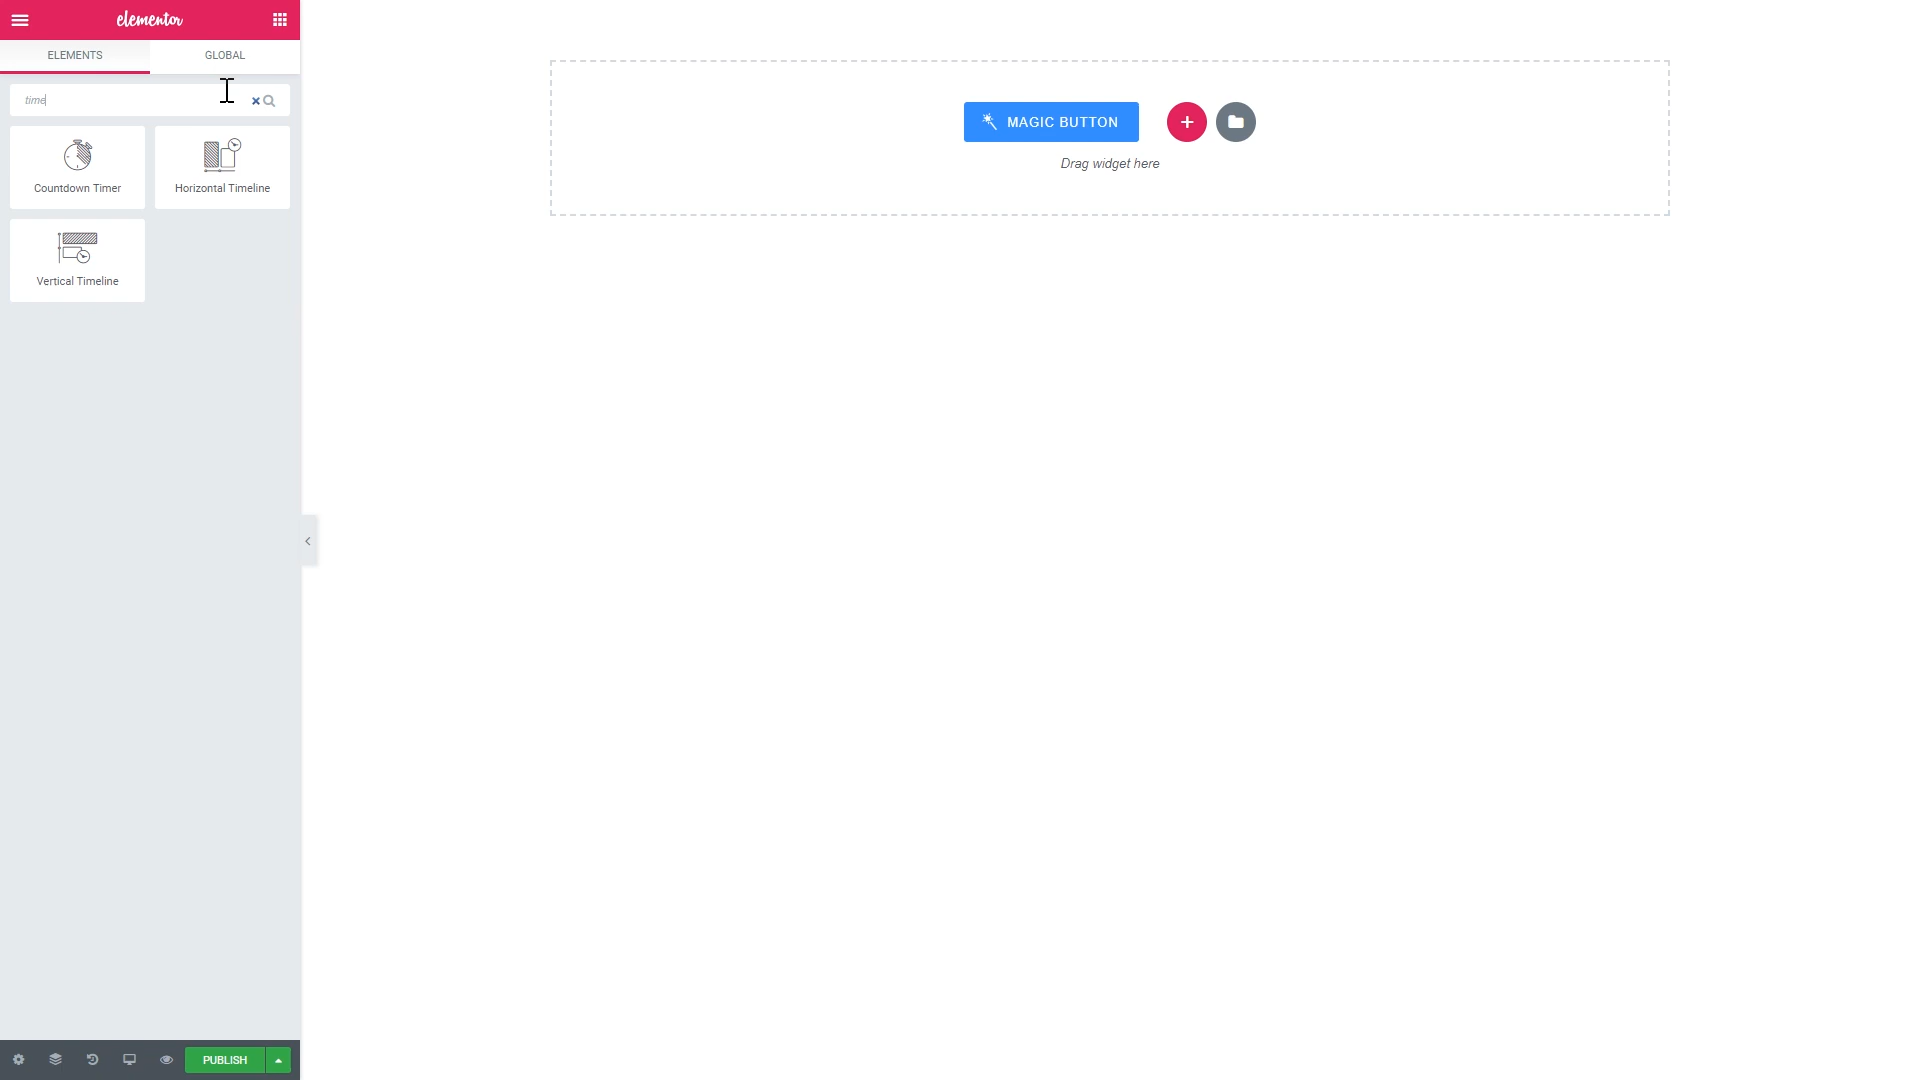 elementor
ELEMENTS
GLOBAL
time
Countdown Timer
Horizontal Timeline
Vertical Timeline
MAGIC BUTTON
Drag widget here
PUBLISH